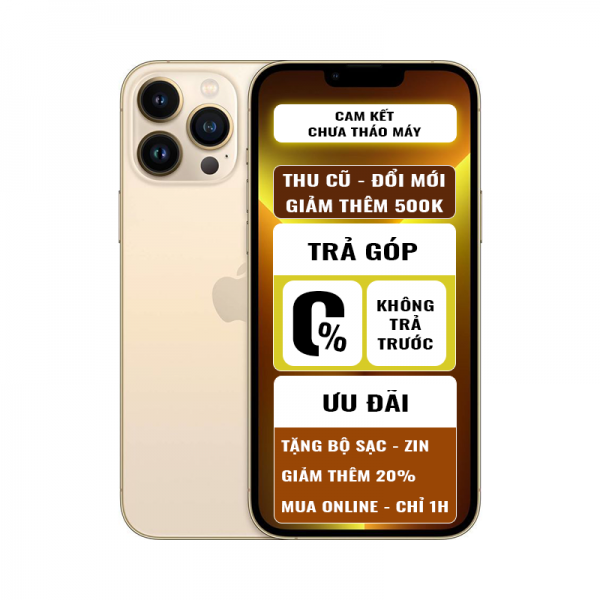 CAM KẾT
CHƯA THÁO MÁY
THU CŨ - ĐỔI MỚI
GIẢM THÊM 500K
TRẢ GÓP
0%
KHÔNG
TRẢ
TRƯỚC
ƯU ĐÃI
TẶNG BỘ SẠC - ZIN
GIẢM THÊM 20%
MUA ONLINE - CHỈ 1H